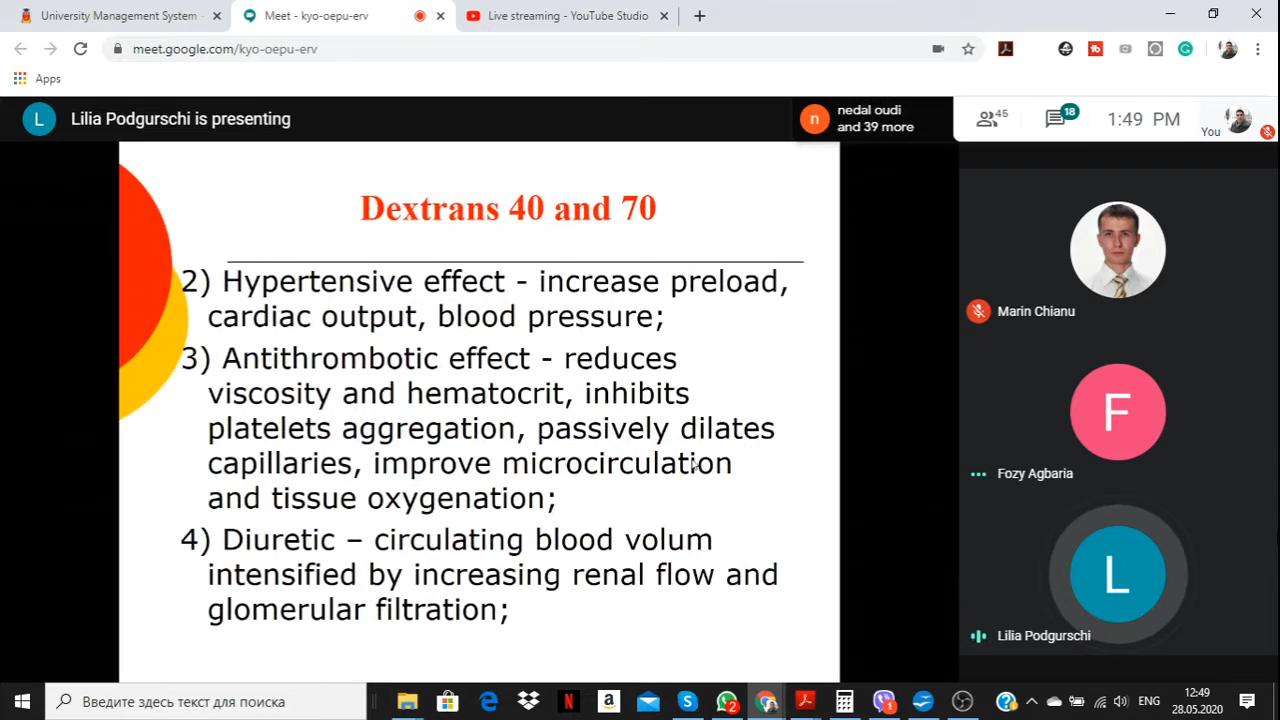 University Management System -
Meet - kyo-oepu-erv
Live streaming - YouTube Studio
meet.google.com/kyo-oepu-erv
Apps
L
Lilia Podgurschi is presenting
n
nedal oudi
and 39 more
45
18
1:49 PM
You
Dextrans 40 and 70
2) Hypertensive effect - increase preload,
cardiac output, blood pressure;
3) Antithrombotic effect - reduces
viscosity and hematocrit, inhibits
platelets aggregation, passively dilates
capillaries, improve microcirculation
and tissue oxygenation;
4) Diuretic – circulating blood volum
intensified by increasing renal flow and
glomerular filtration;
Marin Chianu
F
Fozy Agbaria
L
Lilia Podgurschi
Введите здесь текст для поиска
2
1
ENG
12:49
28.05.2020